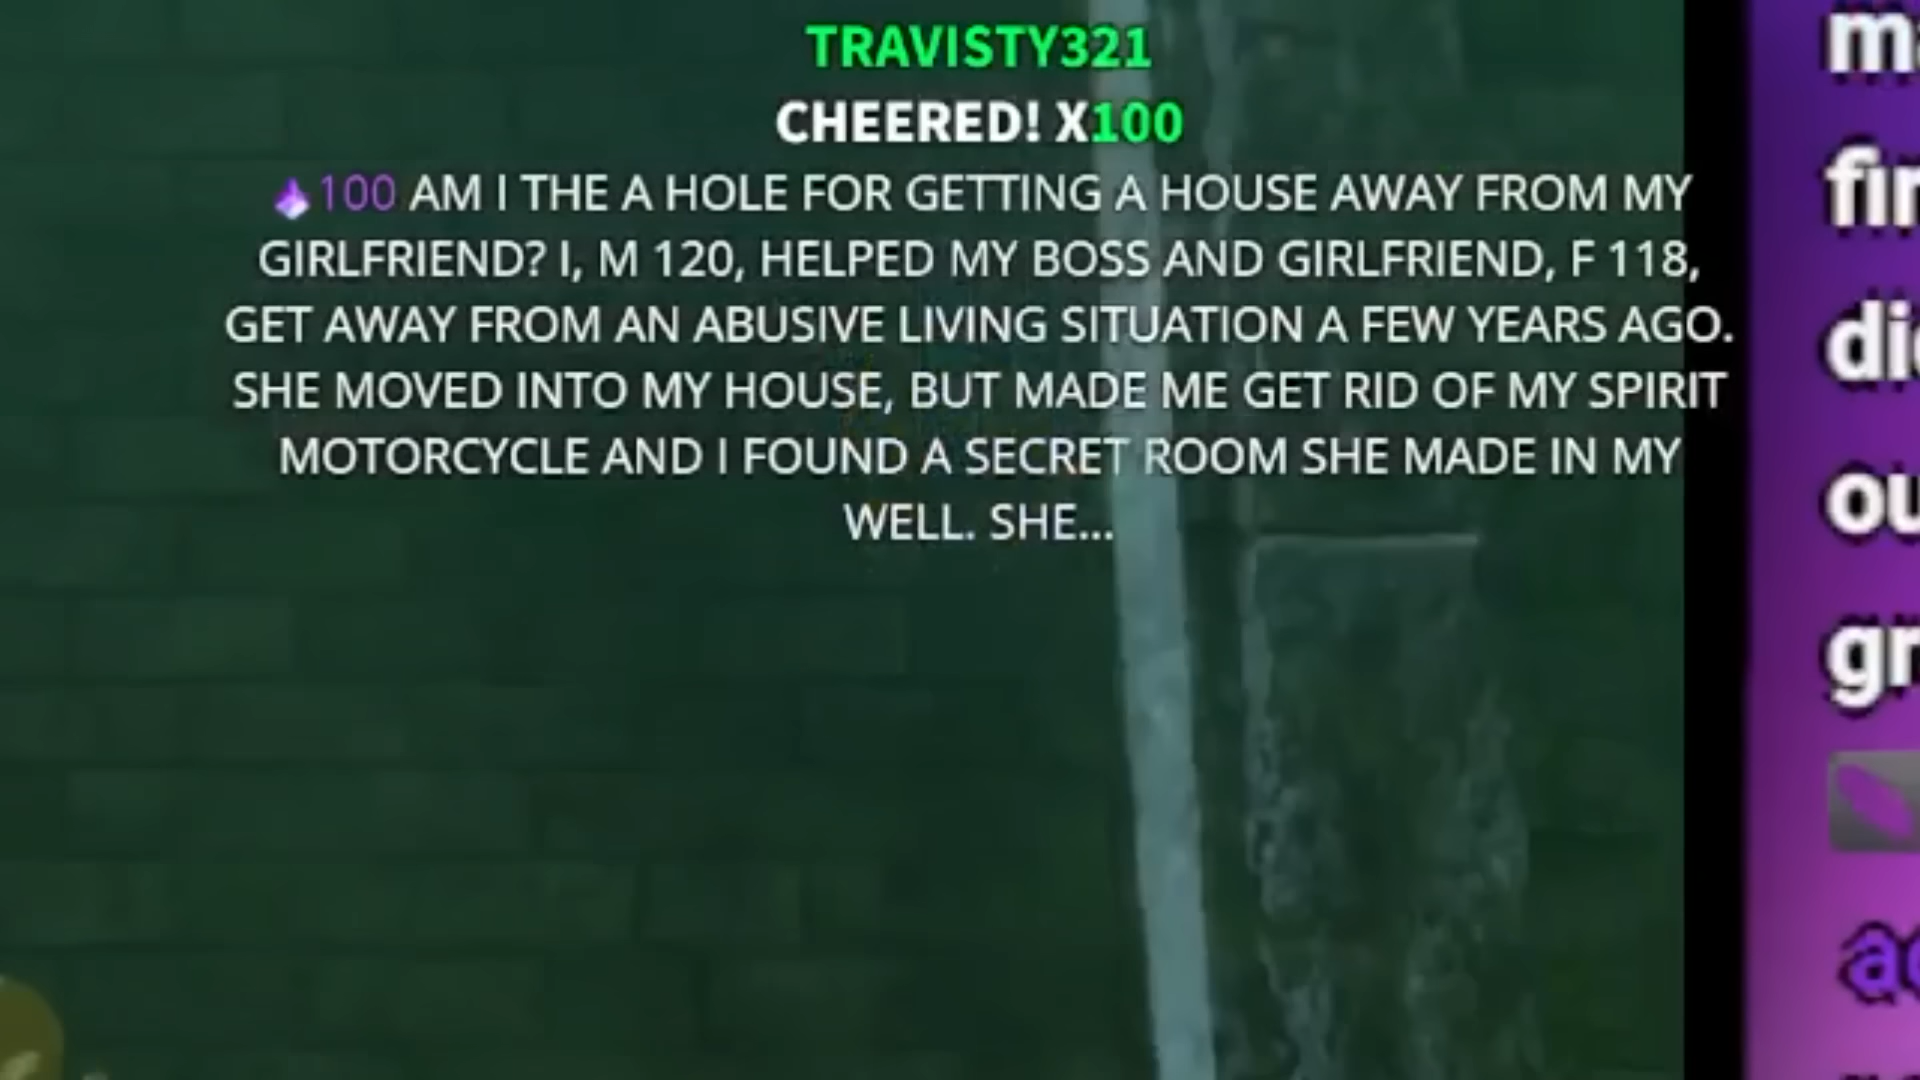 TRAVISTY321
CHEERED! X100
100 AM I THE A HOLE FOR GETTING A HOUSE AWAY FROM MY
GIRLFRIEND? I, M 120, HELPED MY BOSS AND GIRLFRIEND, F 118,
GET AWAY FROM AN ABUSIVE LIVING SITUATION A FEW YEARS AGO.
SHE MOVED INTO MY HOUSE, BUT MADE ME GET RID OF MY SPIRIT
MOTORCYCLE AND I FOUND A SECRET ROOM SHE MADE IN MY
WELL. SHE...